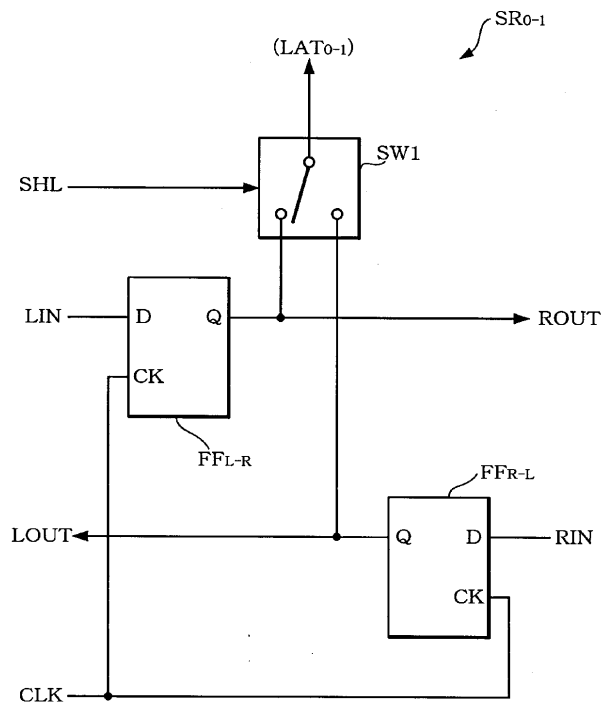 SR0-1
(LAT0-1)
SW1
SHL
LIN
D
Q
ROUT
CK
FFL-R
FFR-L
LOUT
Q
D
RIN
CK
CLK